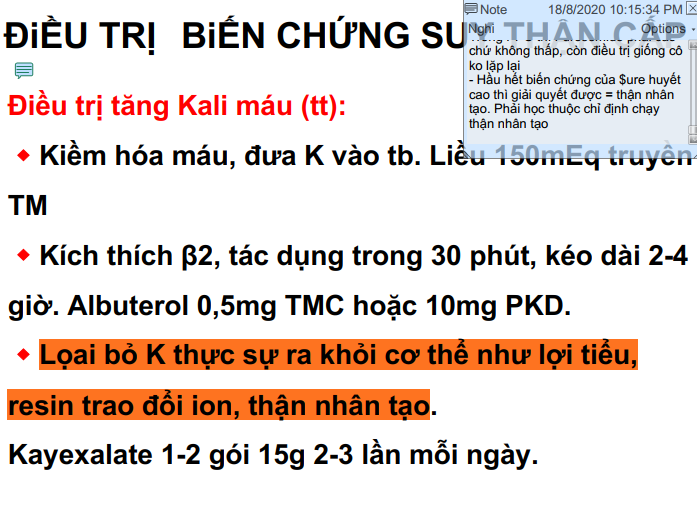 ĐiỀU TRỊ BiẾN CHỨNG SUY THẬN CẤP
Note 18/8/2020 10:15:34 PM
Nghi Options
chứ không thấp, còn điều trị giống cô
ko lặp lại
- Hầu hết biến chứng của $ure huyết
cao thì giải quyết được = thận nhân
tạo. Phải học thuộc chỉ định chạy
thận nhân tạo
Điều trị tăng Kali máu (tt):
Kiềm hóa máu, đưa K vào tb. Liều 150mEq truyền
TM
Kích thích β2, tác dụng trong 30 phút, kéo dài 2-4
giờ. Albuterol 0,5mg TMC hoặc 10mg PKD.
Lọai bỏ K thực sự ra khỏi cơ thể như lợi tiểu,
resin trao đổi ion, thận nhân tạo.
Kayexalate 1-2 gói 15g 2-3 lần mỗi ngày.